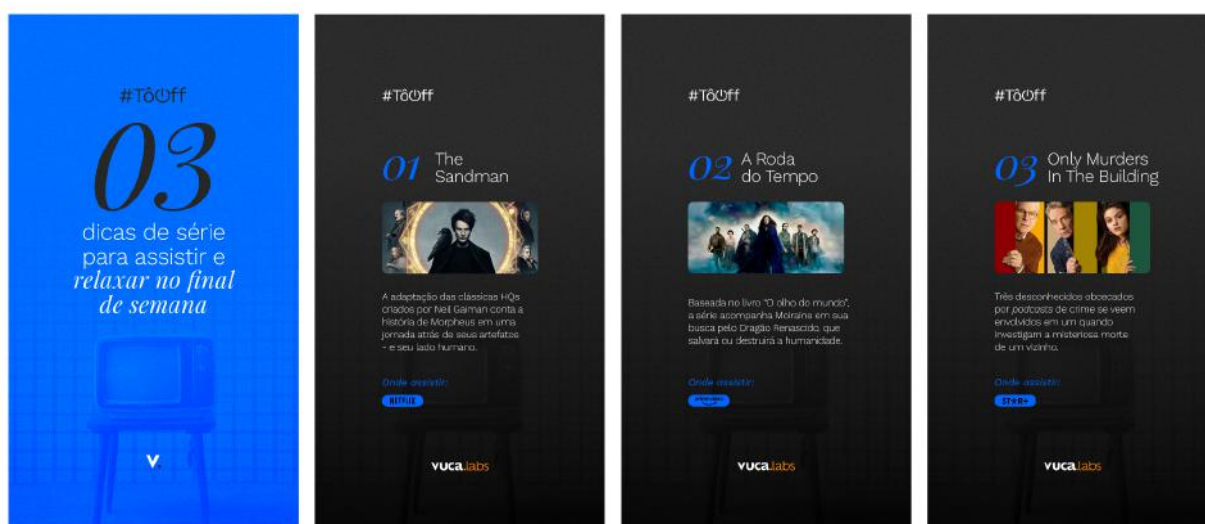 #TôOff
03
dicas de série
para assistir e
relaxar no final
de semana
V.
#TôOff
01 The
Sandman
A adaptação das clássicas HQs
criados por Neil Gaiman conta a
história de Morpheus em uma
jornada atrás de seus artefatos
- e seu lado humano.
Onde assistir:
NETFLIX
vuca.labs
#TôOff
02 A Roda
do Tempo
Baseada no livro “O olho do mundo”,
a série acompanha Moiraine em sua
busca pelo Dragão Renascido, que
salvará ou destruirá a humanidade.
Onde assistir:
prime video
vuca.labs
#TôOff
03 Only Murders
In The Building
Três desconhecidos obcecados
por podcasts de crime se veem
envolvidos em um quando
investigam a misteriosa morte
de um vizinho.
Onde assistir:
ST★R+
vuca.labs